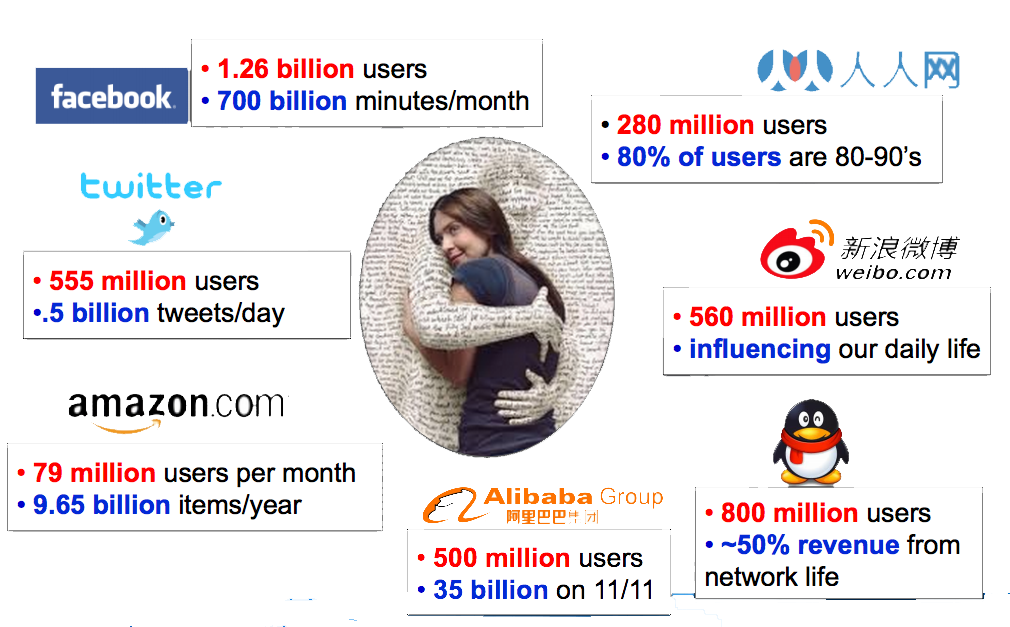 facebook.
• 1.26 billion users
• 700 billion minutes/month
人人网
• 280 million users
• 80% of users are 80-90's
twitter
• 555 million users
•.5 billion tweets/day
新浪微博
weibo.com
• 560 million users
• influencing our daily life
amazon.com
• 79 million users per month
• 9.65 billion items/year
Alibaba Group
阿里巴巴集团
• 500 million users
• 35 billion on 11/11
• 800 million users
• ~50% revenue from
network life